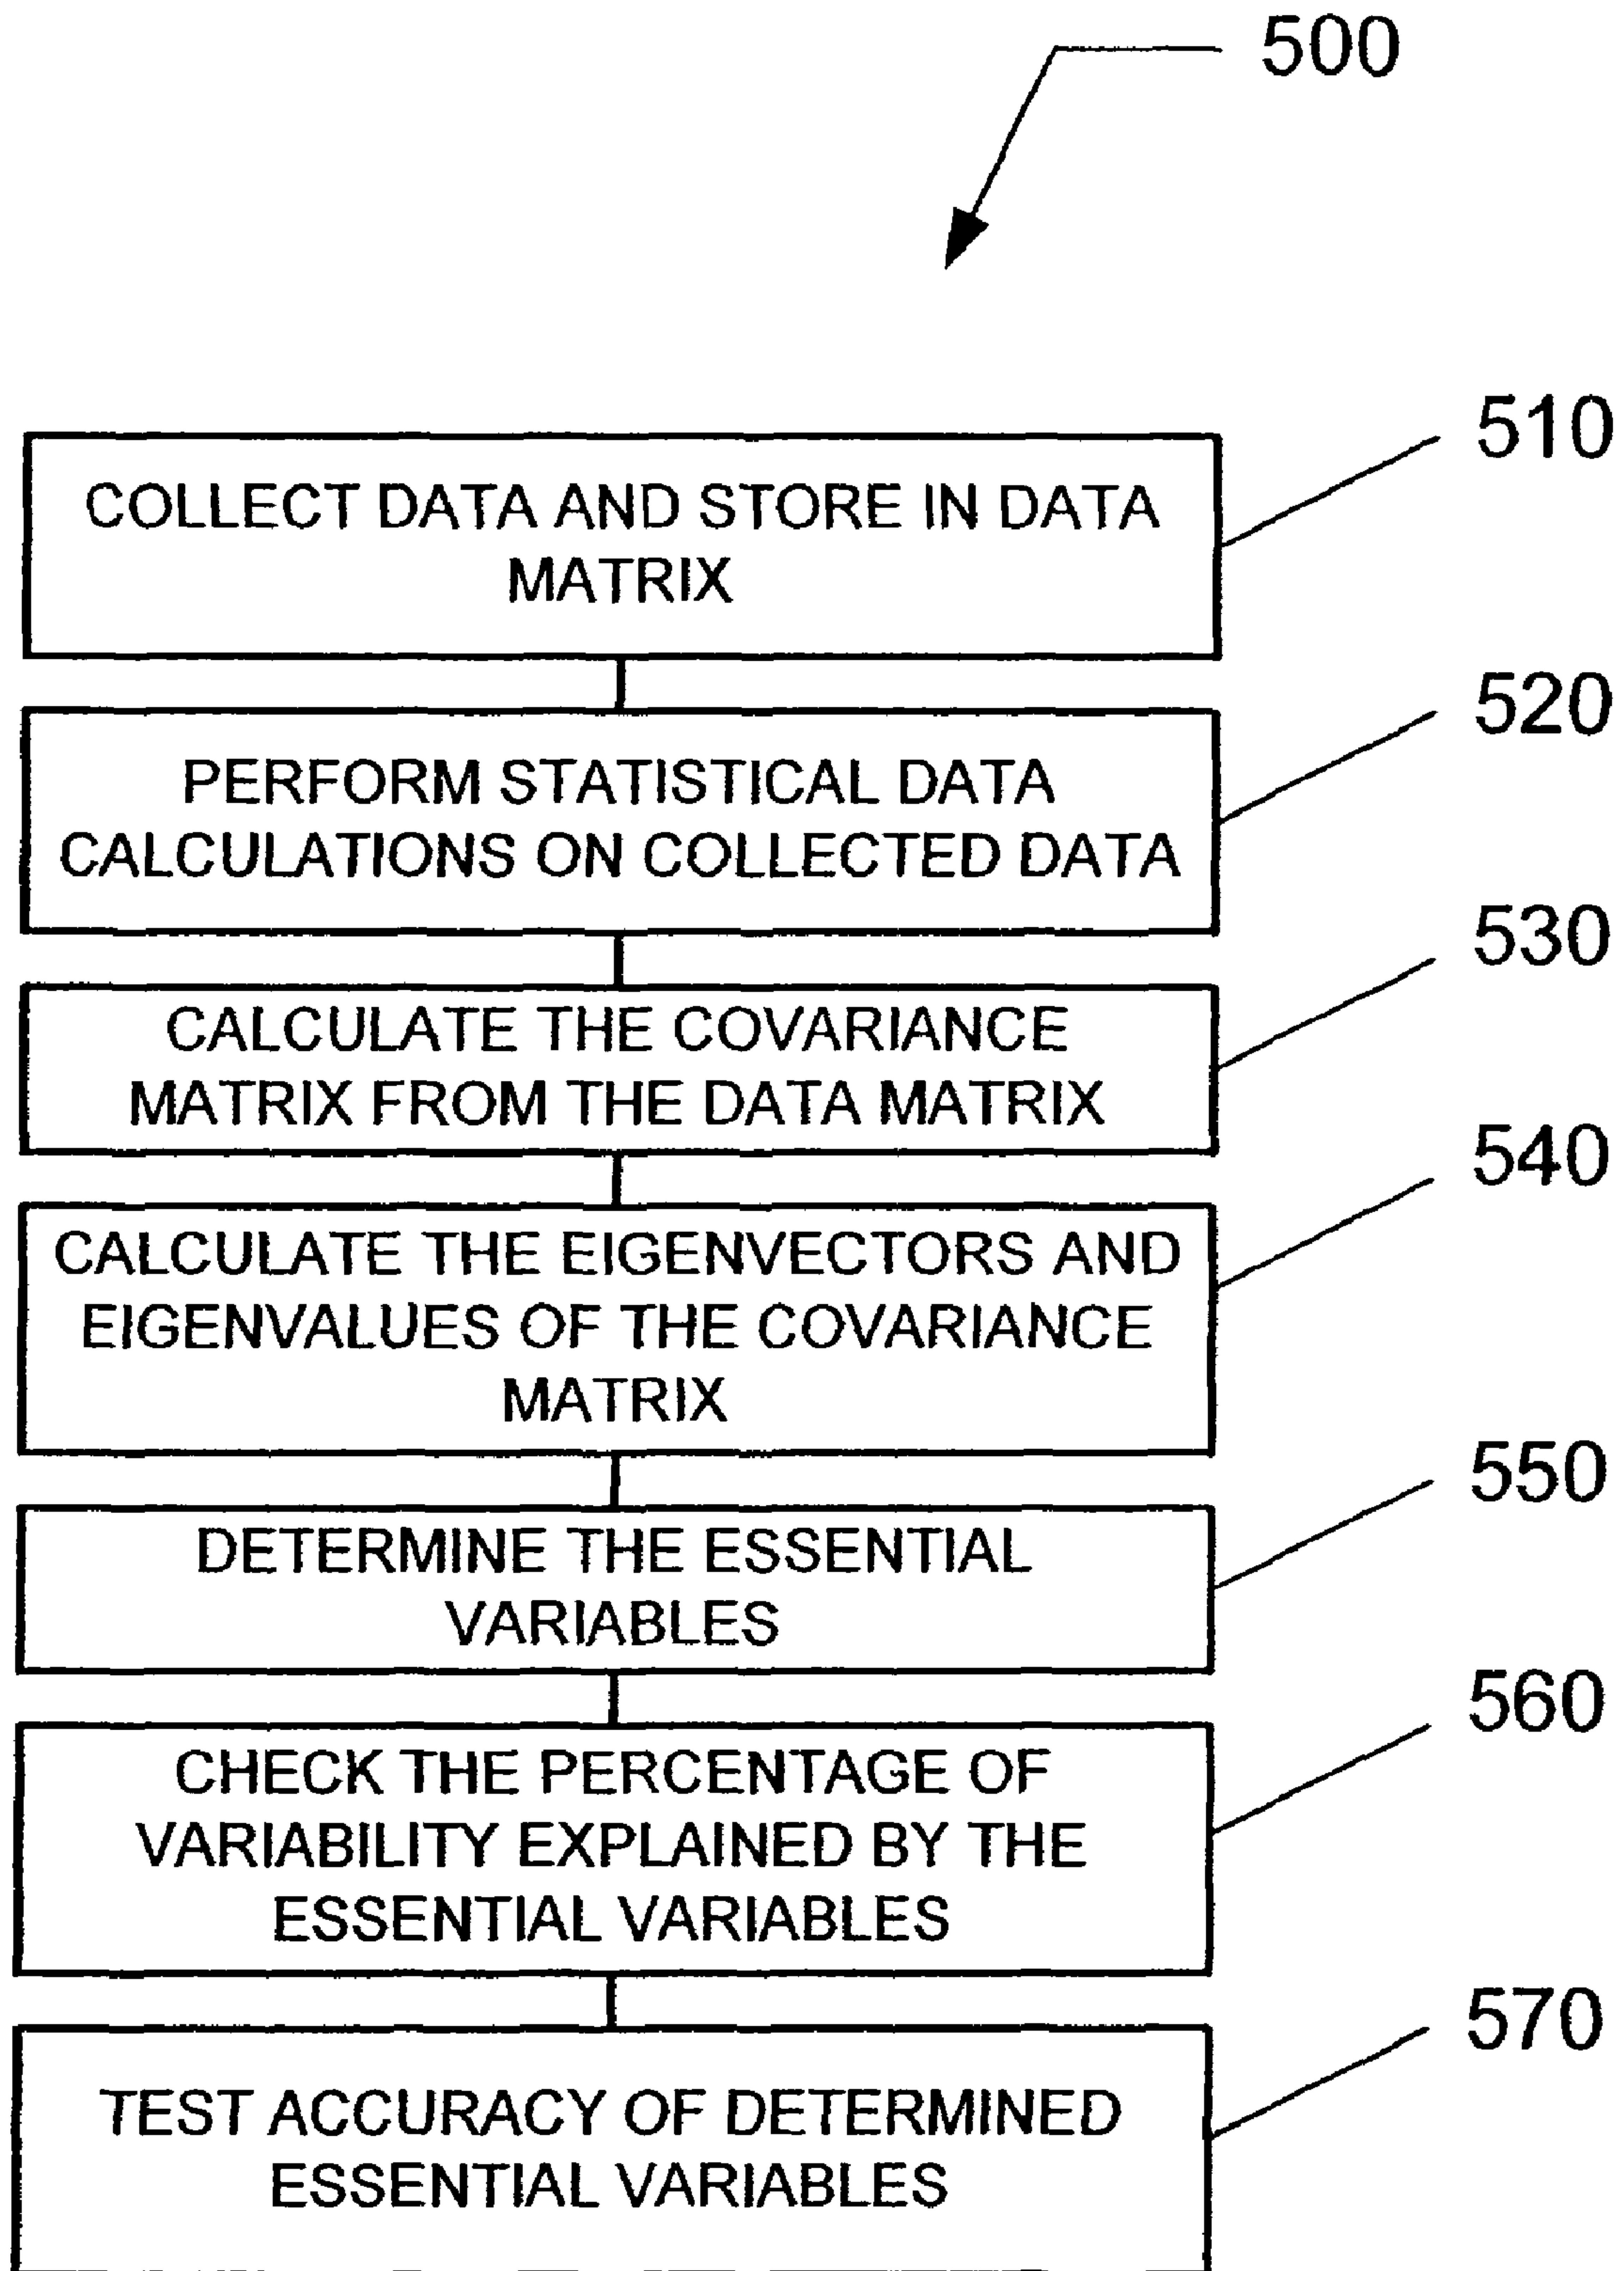 500
510
COLLECT DATA AND STORE IN DATA
MATRIX
520
PERFORM STATISTICAL DATA
CALCULATIONS ON COLLECTED DATA
530
CALCULATE THE COVARIANCE
MATRIX FROM THE DATA MATRIX
540
CALCULATE THE EIGENVECTORS AND
EIGENVALUES OF THE COVARIANCE
MATRIX
550
DETERMINE THE ESSENTIAL
VARIABLES
560
CHECK THE PERCENTAGE OF
VARIABILITY EXPLAINED BY THE
ESSENTIAL VARIABLES
570
TEST ACCURACY OF DETERMINED
ESSENTIAL VARIABLES